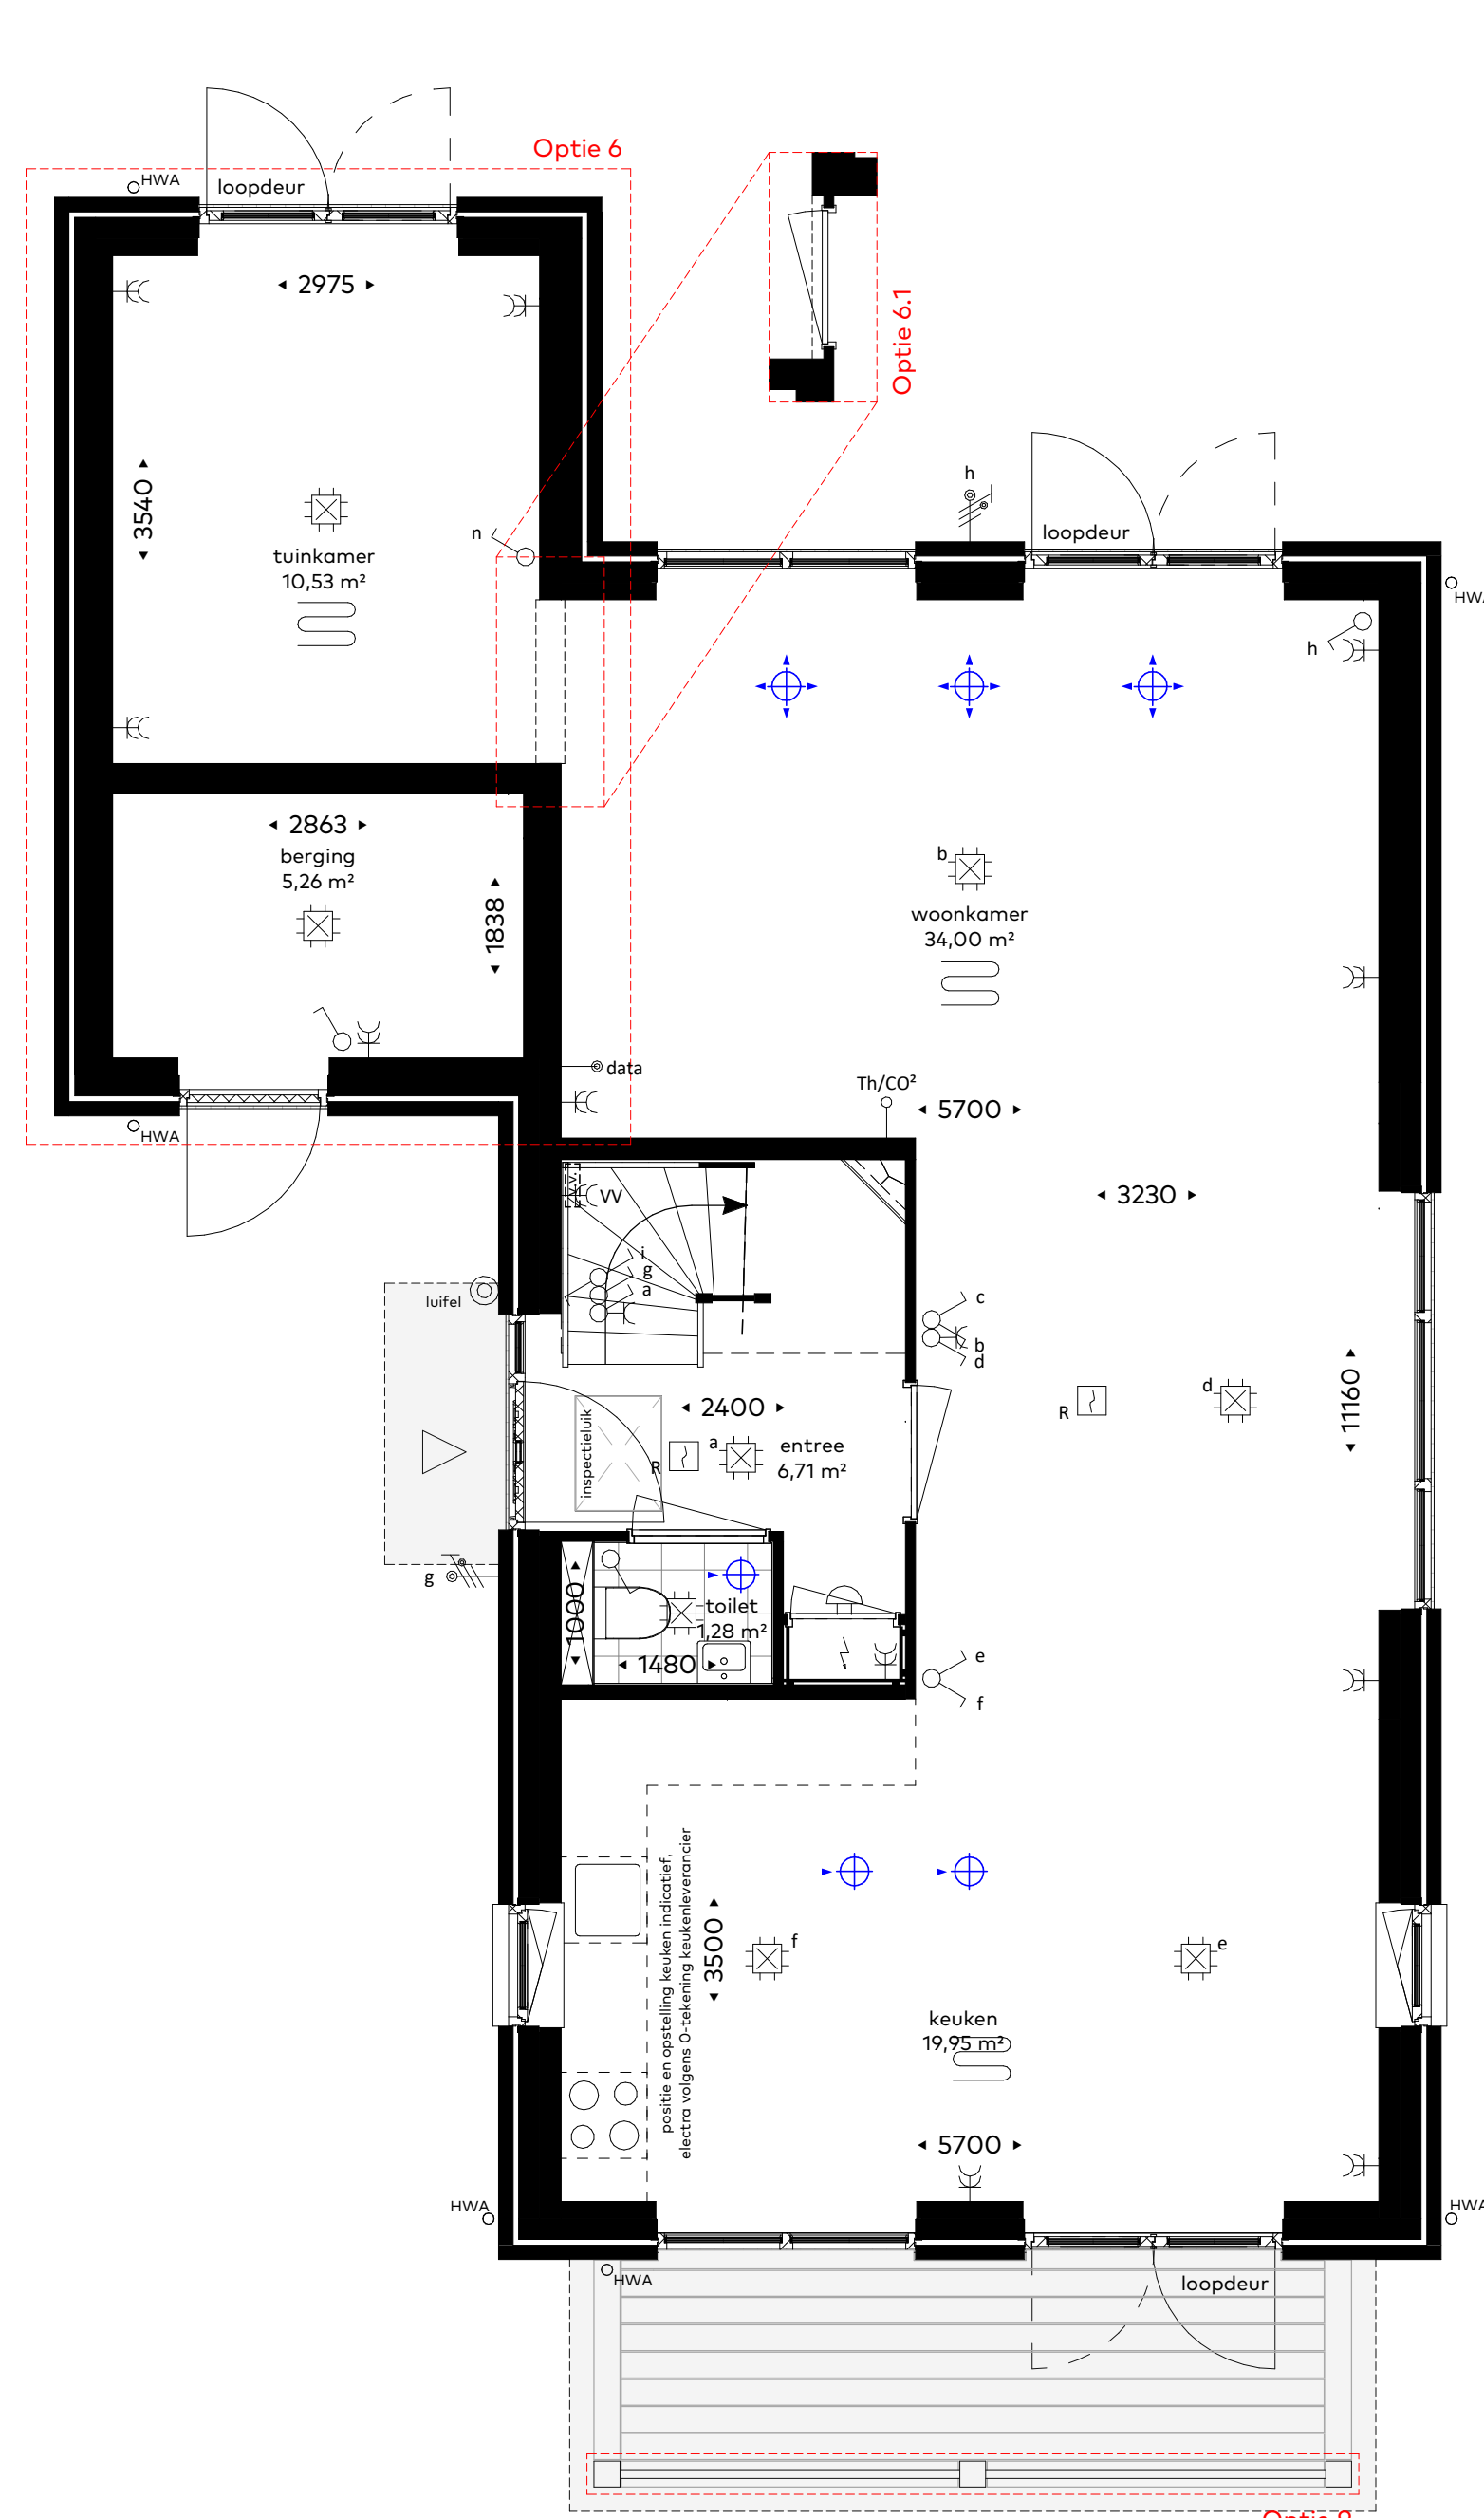 Optie 6
HWA
loopdeur
2975
Optie 6.1
3540
n
tuinkamer
10,53 m²
h
loopdeur
HWA
h
2863
berging
5,26 m²
1838
b
woonkamer
34,00 m²
data
Th/CO²
5700
HWA
3230
VV
i
g
a
luifel
c
b
d
2400
inspectieluik
R
a
entree
6,71 m²
R
d
11160
g
1000
toilet
1,28 m²
1480
e
f
positie en opstelling keuken indicatief,
electra volgens 0-tekening keukenleverancier
3500
f
e
keuken
19,95 m²
5700
HWA
HWA
HWA
loopdeur